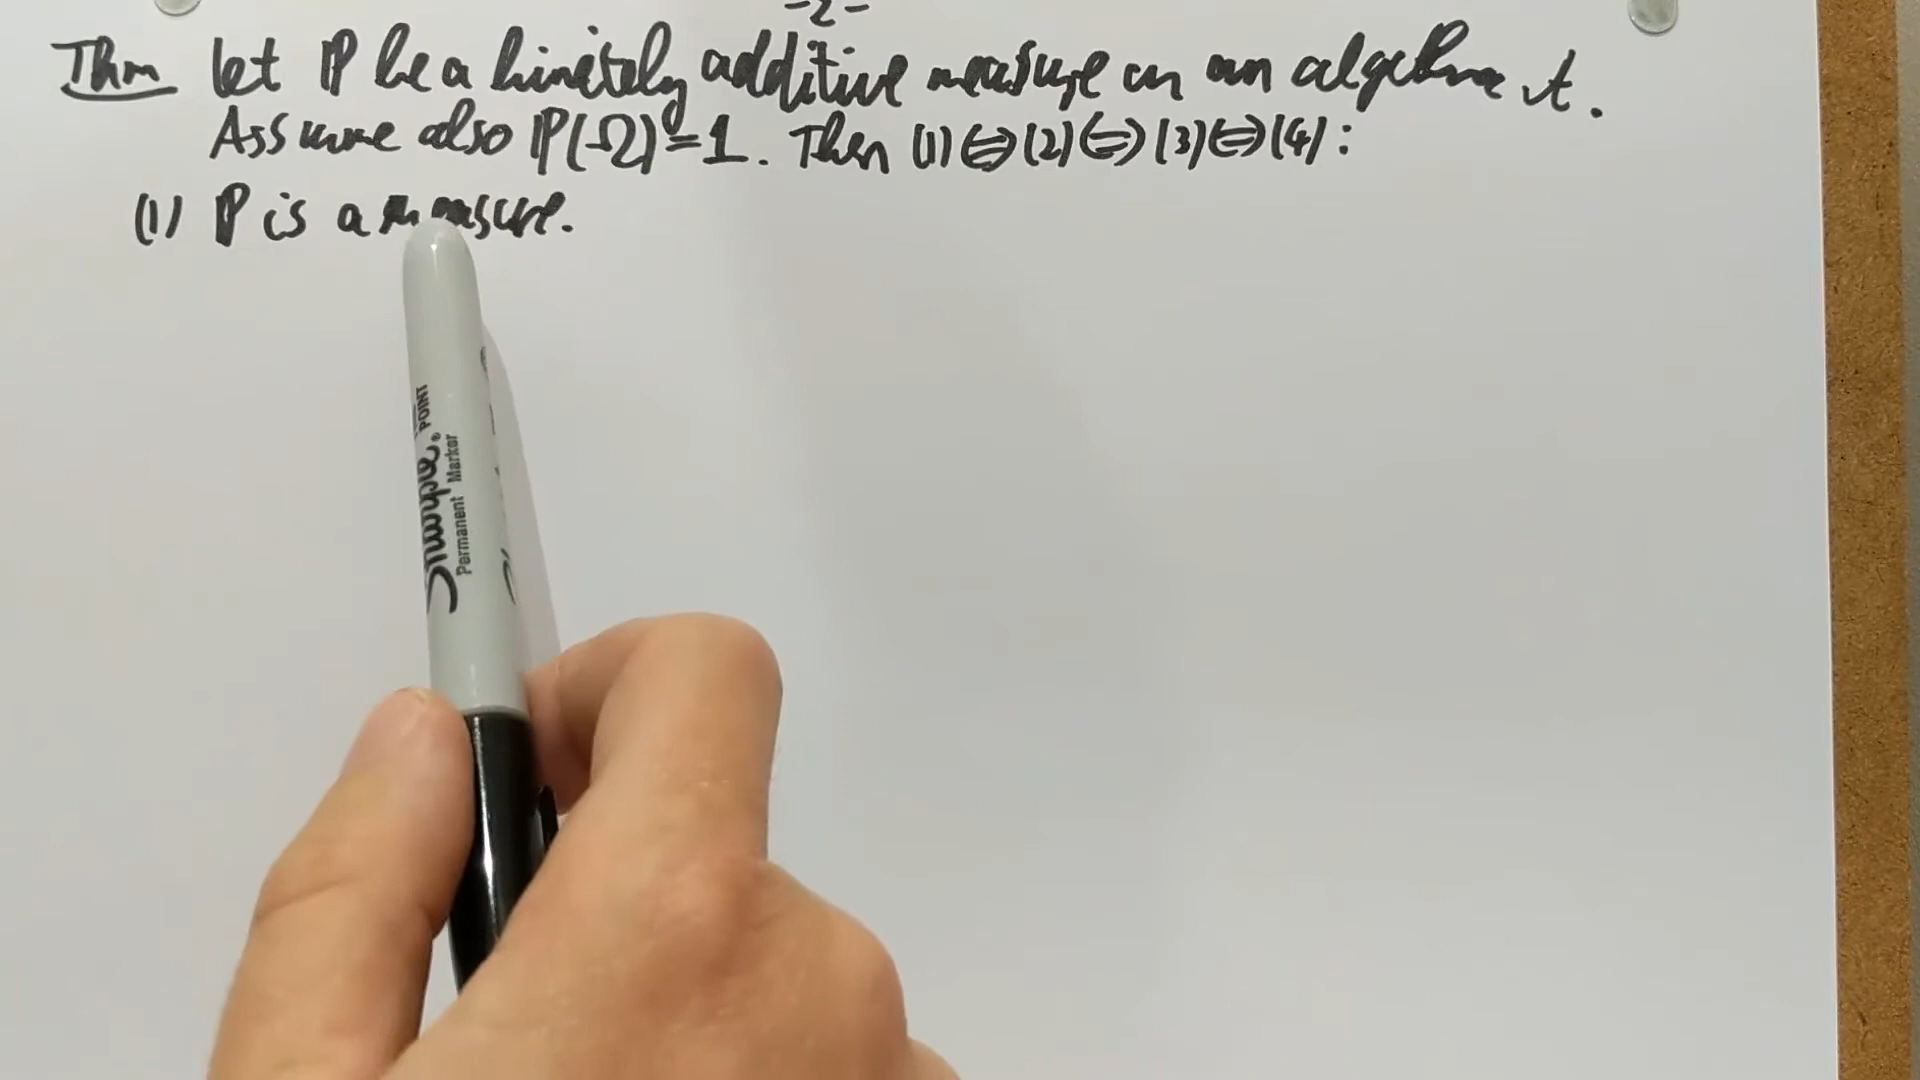 -2-
Thm Let ℙ be a finitely additive measure on an algebra 𝒜.
Assume also ℙ(Ω)=1. Then (1)⇔(2)⇔(3)⇔(4):
(1) ℙ is a measure.
Sharpie®
POINT
Permanent Marker